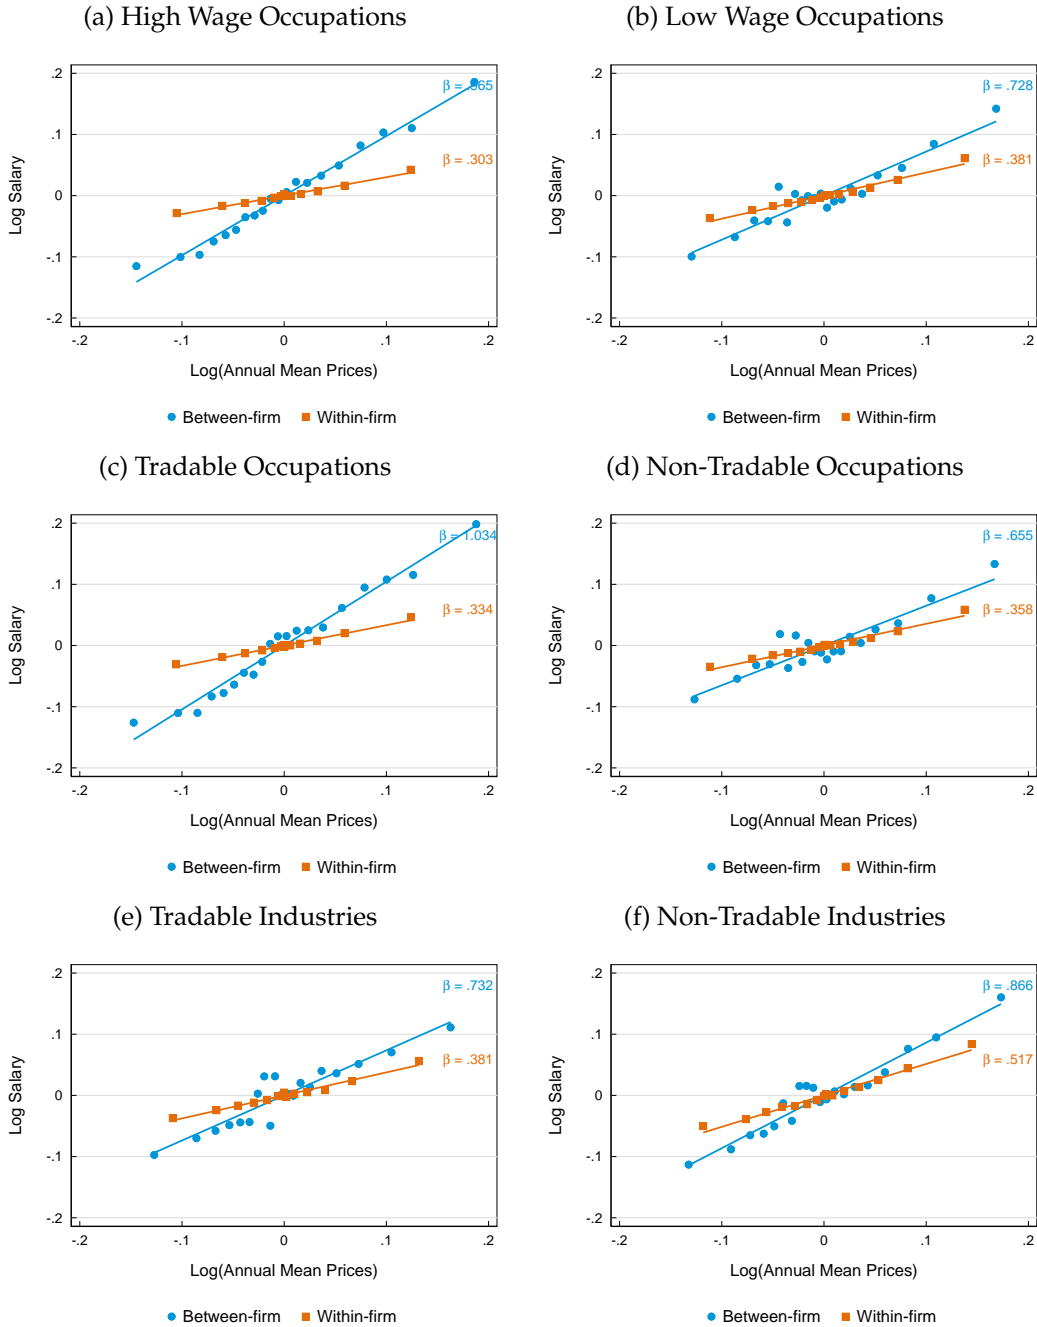 (a) High Wage Occupations
(b) Low Wage Occupations
.2
.1
0
-.1
-.2
Log Salary
β = .965
β = .303
-.2 -.1 0 .1 .2
Log(Annual Mean Prices)
Between-firm Within-firm
.2
.1
0
-.1
-.2
Log Salary
β = .728
β = .381
-.2 -.1 0 .1 .2
Log(Annual Mean Prices)
Between-firm Within-firm
(c) Tradable Occupations
(d) Non-Tradable Occupations
.2
.1
0
-.1
-.2
Log Salary
β = 1.034
β = .334
-.2 -.1 0 .1 .2
Log(Annual Mean Prices)
Between-firm Within-firm
.2
.1
0
-.1
-.2
Log Salary
β = .655
β = .358
-.2 -.1 0 .1 .2
Log(Annual Mean Prices)
Between-firm Within-firm
(e) Tradable Industries
(f) Non-Tradable Industries
.2
.1
0
-.1
-.2
Log Salary
β = .732
β = .381
-.2 -.1 0 .1 .2
Log(Annual Mean Prices)
Between-firm Within-firm
.2
.1
0
-.1
-.2
Log Salary
β = .866
β = .517
-.2 -.1 0 .1 .2
Log(Annual Mean Prices)
Between-firm Within-firm